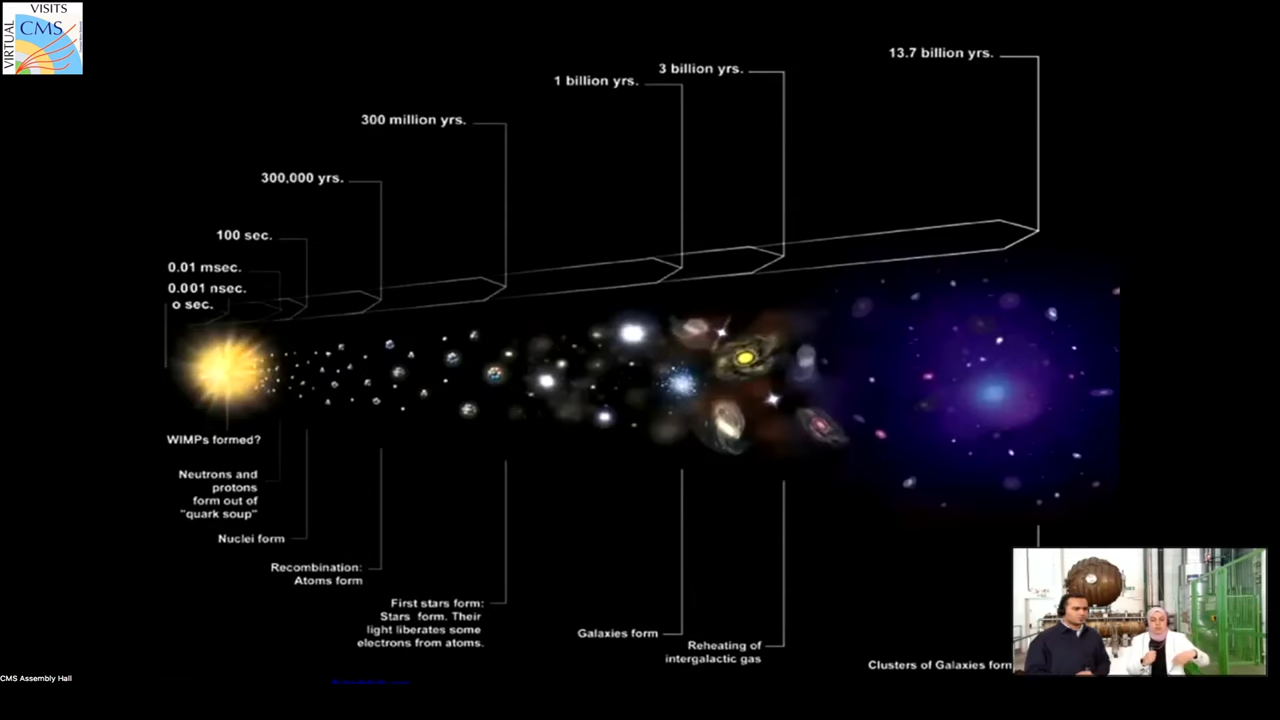 VISITS
VIRTUAL
CMS
13.7 billion yrs.
3 billion yrs.
1 billion yrs.
300 million yrs.
300,000 yrs.
100 sec.
0.01 msec.
0.001 nsec.
o sec.
WIMPs formed?
Neutrons and
protons
form out of
"quark soup"
Nuclei form
Recombination:
Atoms form
First stars form:
Stars form. Their
light liberates some
electrons from atoms.
Galaxies form
Reheating of
intergalactic gas
Clusters of Galaxies form
CMS Assembly Hall